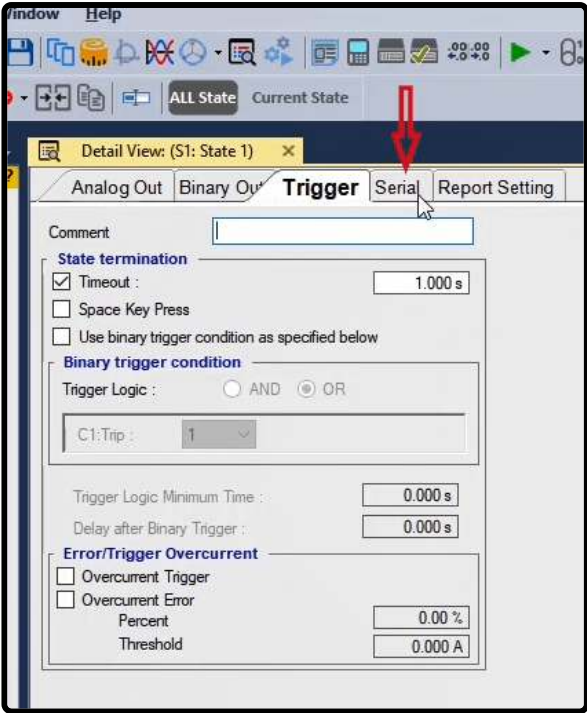 Window Help
ALL State Current State
Detail View: (S1: State 1) ×
Analog Out Binary Out Trigger Serial Report Setting
Comment
State termination
Timeout : 1.000 s
Space Key Press
Use binary trigger condition as specified below
Binary trigger condition
Trigger Logic : AND OR
C1:Trip : 1
Trigger Logic Minimum Time : 0.000 s
Delay after Binary Trigger : 0.000 s
Error/Trigger Overcurrent
Overcurrent Trigger
Overcurrent Error
Percent 0.00 %
Threshold 0.000 A